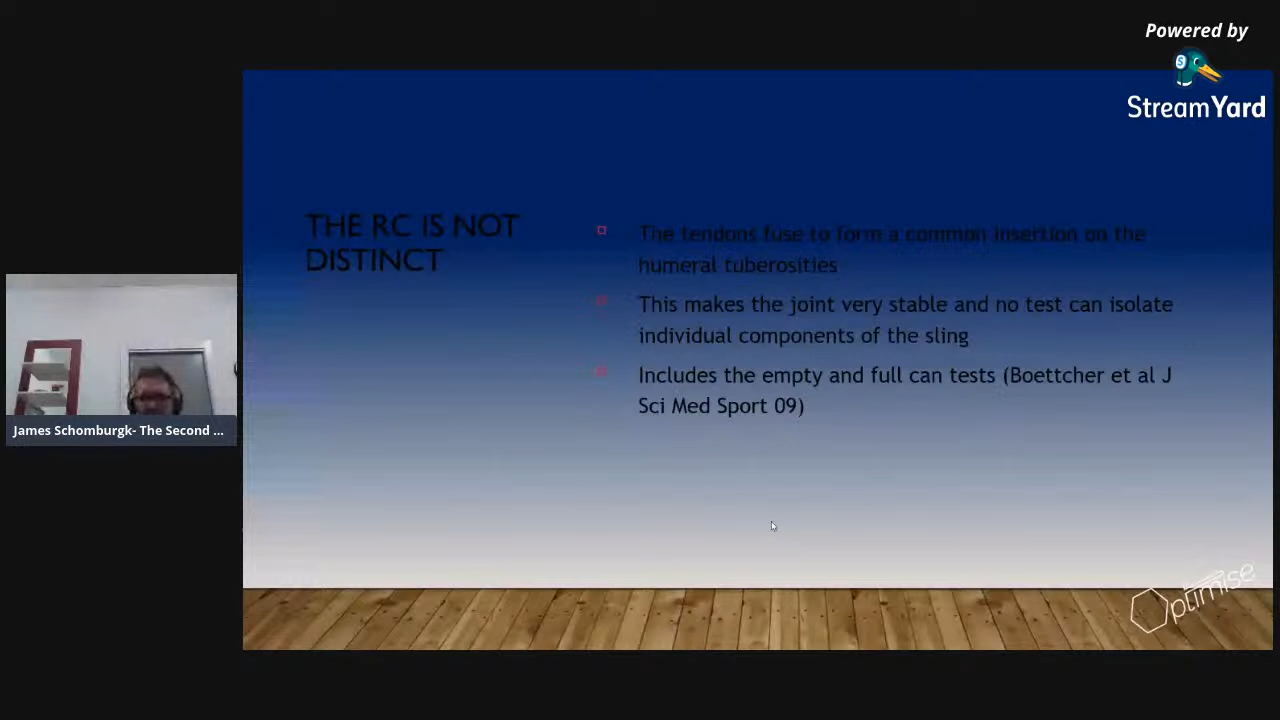 Powered by
StreamYard
THE RC IS NOT
DISTINCT
The tendons fuse to form a common insertion on the
humeral tuberosities
This makes the joint very stable and no test can isolate
individual components of the sling
Includes the empty and full can tests (Boettcher et al J
Sci Med Sport 09)
James Schomburgk- The Second ...
Optimise